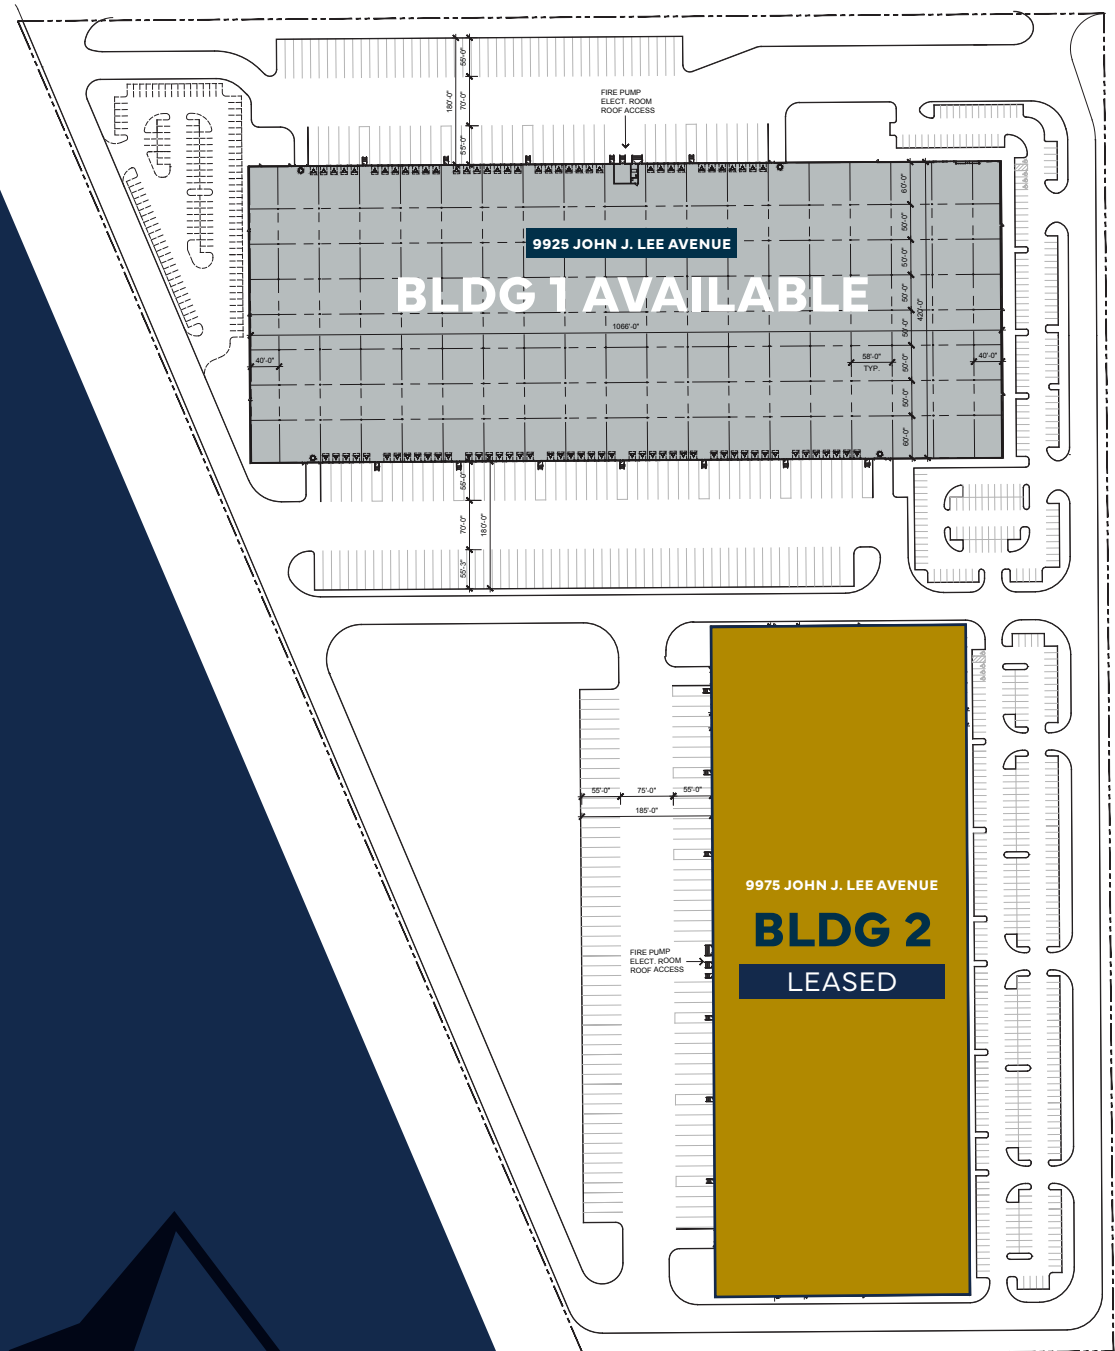 55'-0"
180'-0"
70'-0"
55'-0"
FIRE PUMP
ELECT. ROOM
ROOF ACCESS
9925 JOHN J. LEE AVENUE
BLDG 1 AVAILABLE
1066'-0"
40'-0"
58'-0"
TYP.
40'-0"
60'-0"
50'-0"
50'-0"
50'-0"
420'-0"
50'-0"
50'-0"
50'-0"
60'-0"
55'-0"
70'-0"
180'-0"
55'-3"
55'-0"
75'-0"
55'-0"
185'-0"
9975 JOHN J. LEE AVENUE
BLDG 2
LEASED
FIRE PUMP
ELECT. ROOM
ROOF ACCESS